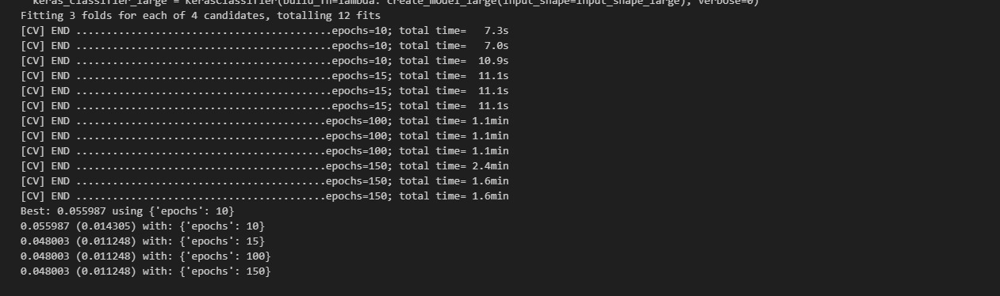 keras_classifier_large = KerasClassifier(build_fn=lambda: create_model_large(input_shape=input_shape_large), verbose=0)
Fitting 3 folds for each of 4 candidates, totalling 12 fits
[CV] END ..........................................epochs=10; total time=   7.3s
[CV] END ..........................................epochs=10; total time=   7.0s
[CV] END ..........................................epochs=10; total time=  10.9s
[CV] END ..........................................epochs=15; total time=  11.1s
[CV] END ..........................................epochs=15; total time=  11.1s
[CV] END ..........................................epochs=15; total time=  11.1s
[CV] END .........................................epochs=100; total time= 1.1min
[CV] END .........................................epochs=100; total time= 1.1min
[CV] END .........................................epochs=100; total time= 1.1min
[CV] END .........................................epochs=150; total time= 2.4min
[CV] END .........................................epochs=150; total time= 1.6min
[CV] END .........................................epochs=150; total time= 1.6min
Best: 0.055987 using {'epochs': 10}
0.055987 (0.014305) with: {'epochs': 10}
0.048003 (0.011248) with: {'epochs': 15}
0.048003 (0.011248) with: {'epochs': 100}
0.048003 (0.011248) with: {'epochs': 150}